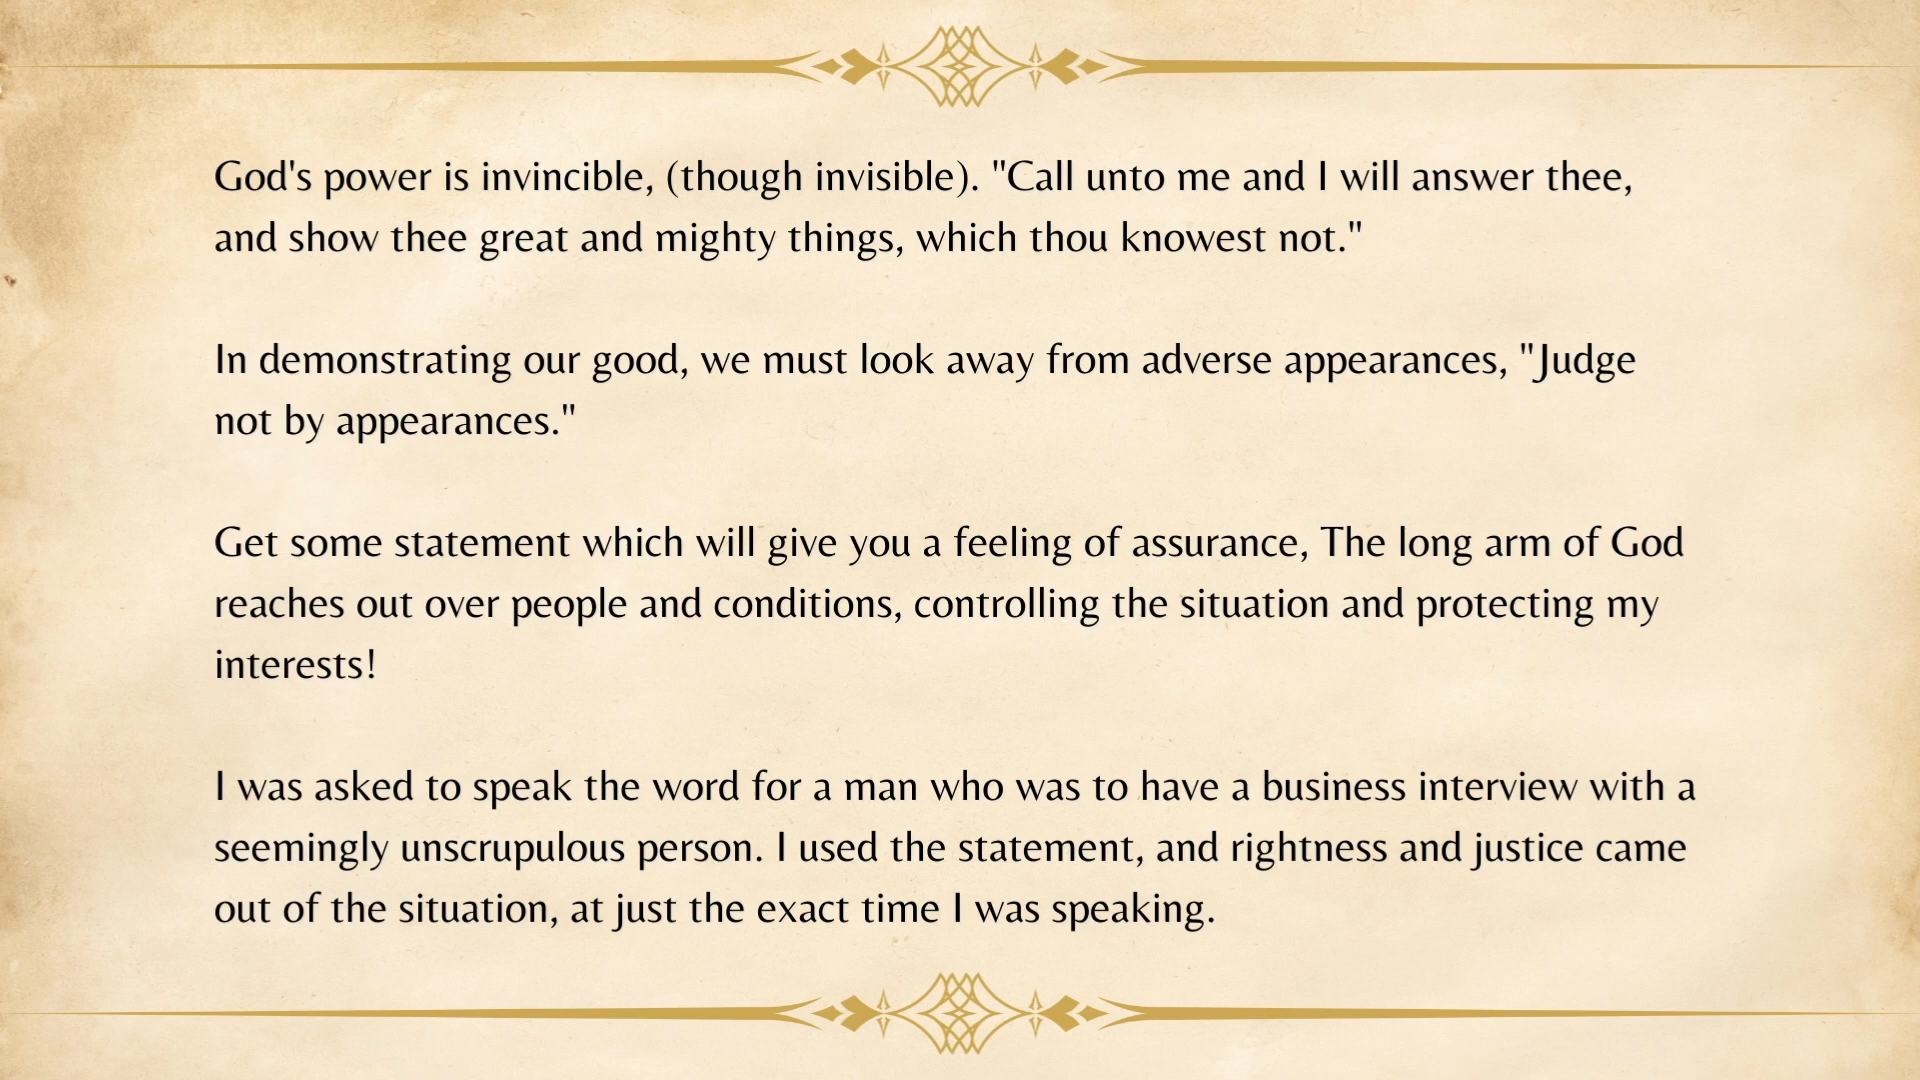 God's power is invincible, (though invisible). "Call unto me and I will answer thee,
and show thee great and mighty things, which thou knowest not."
In demonstrating our good, we must look away from adverse appearances, "Judge
not by appearances."
Get some statement which will give you a feeling of assurance, The long arm of God
reaches out over people and conditions, controlling the situation and protecting my
interests!
I was asked to speak the word for a man who was to have a business interview with a
seemingly unscrupulous person. I used the statement, and rightness and justice came
out of the situation, at just the exact time I was speaking.